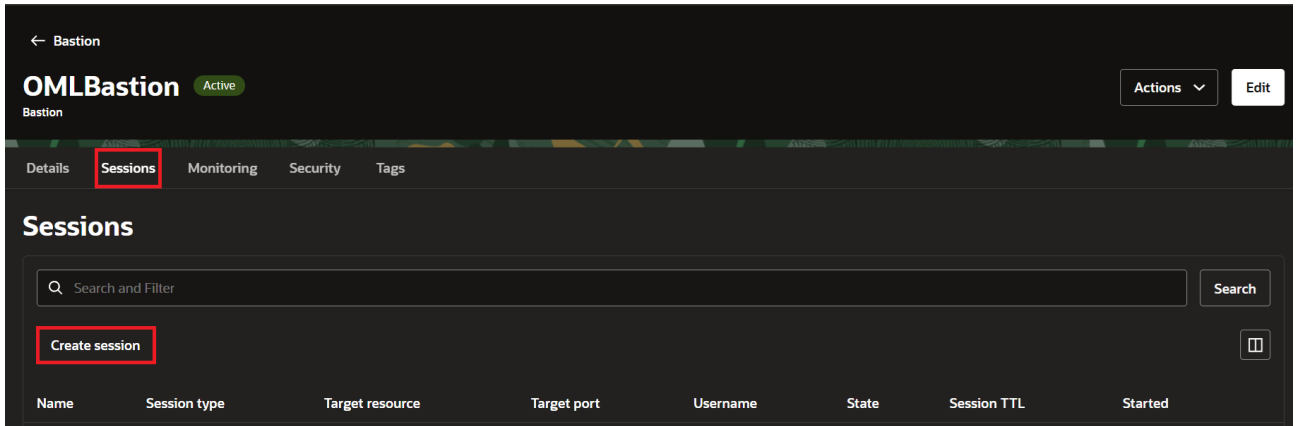 ← Bastion
OMLBastion Active
Bastion
Actions
Edit
Details Sessions Monitoring Security Tags
Sessions
Search and Filter
Search
Create session
Name Session type Target resource Target port Username State Session TTL Started